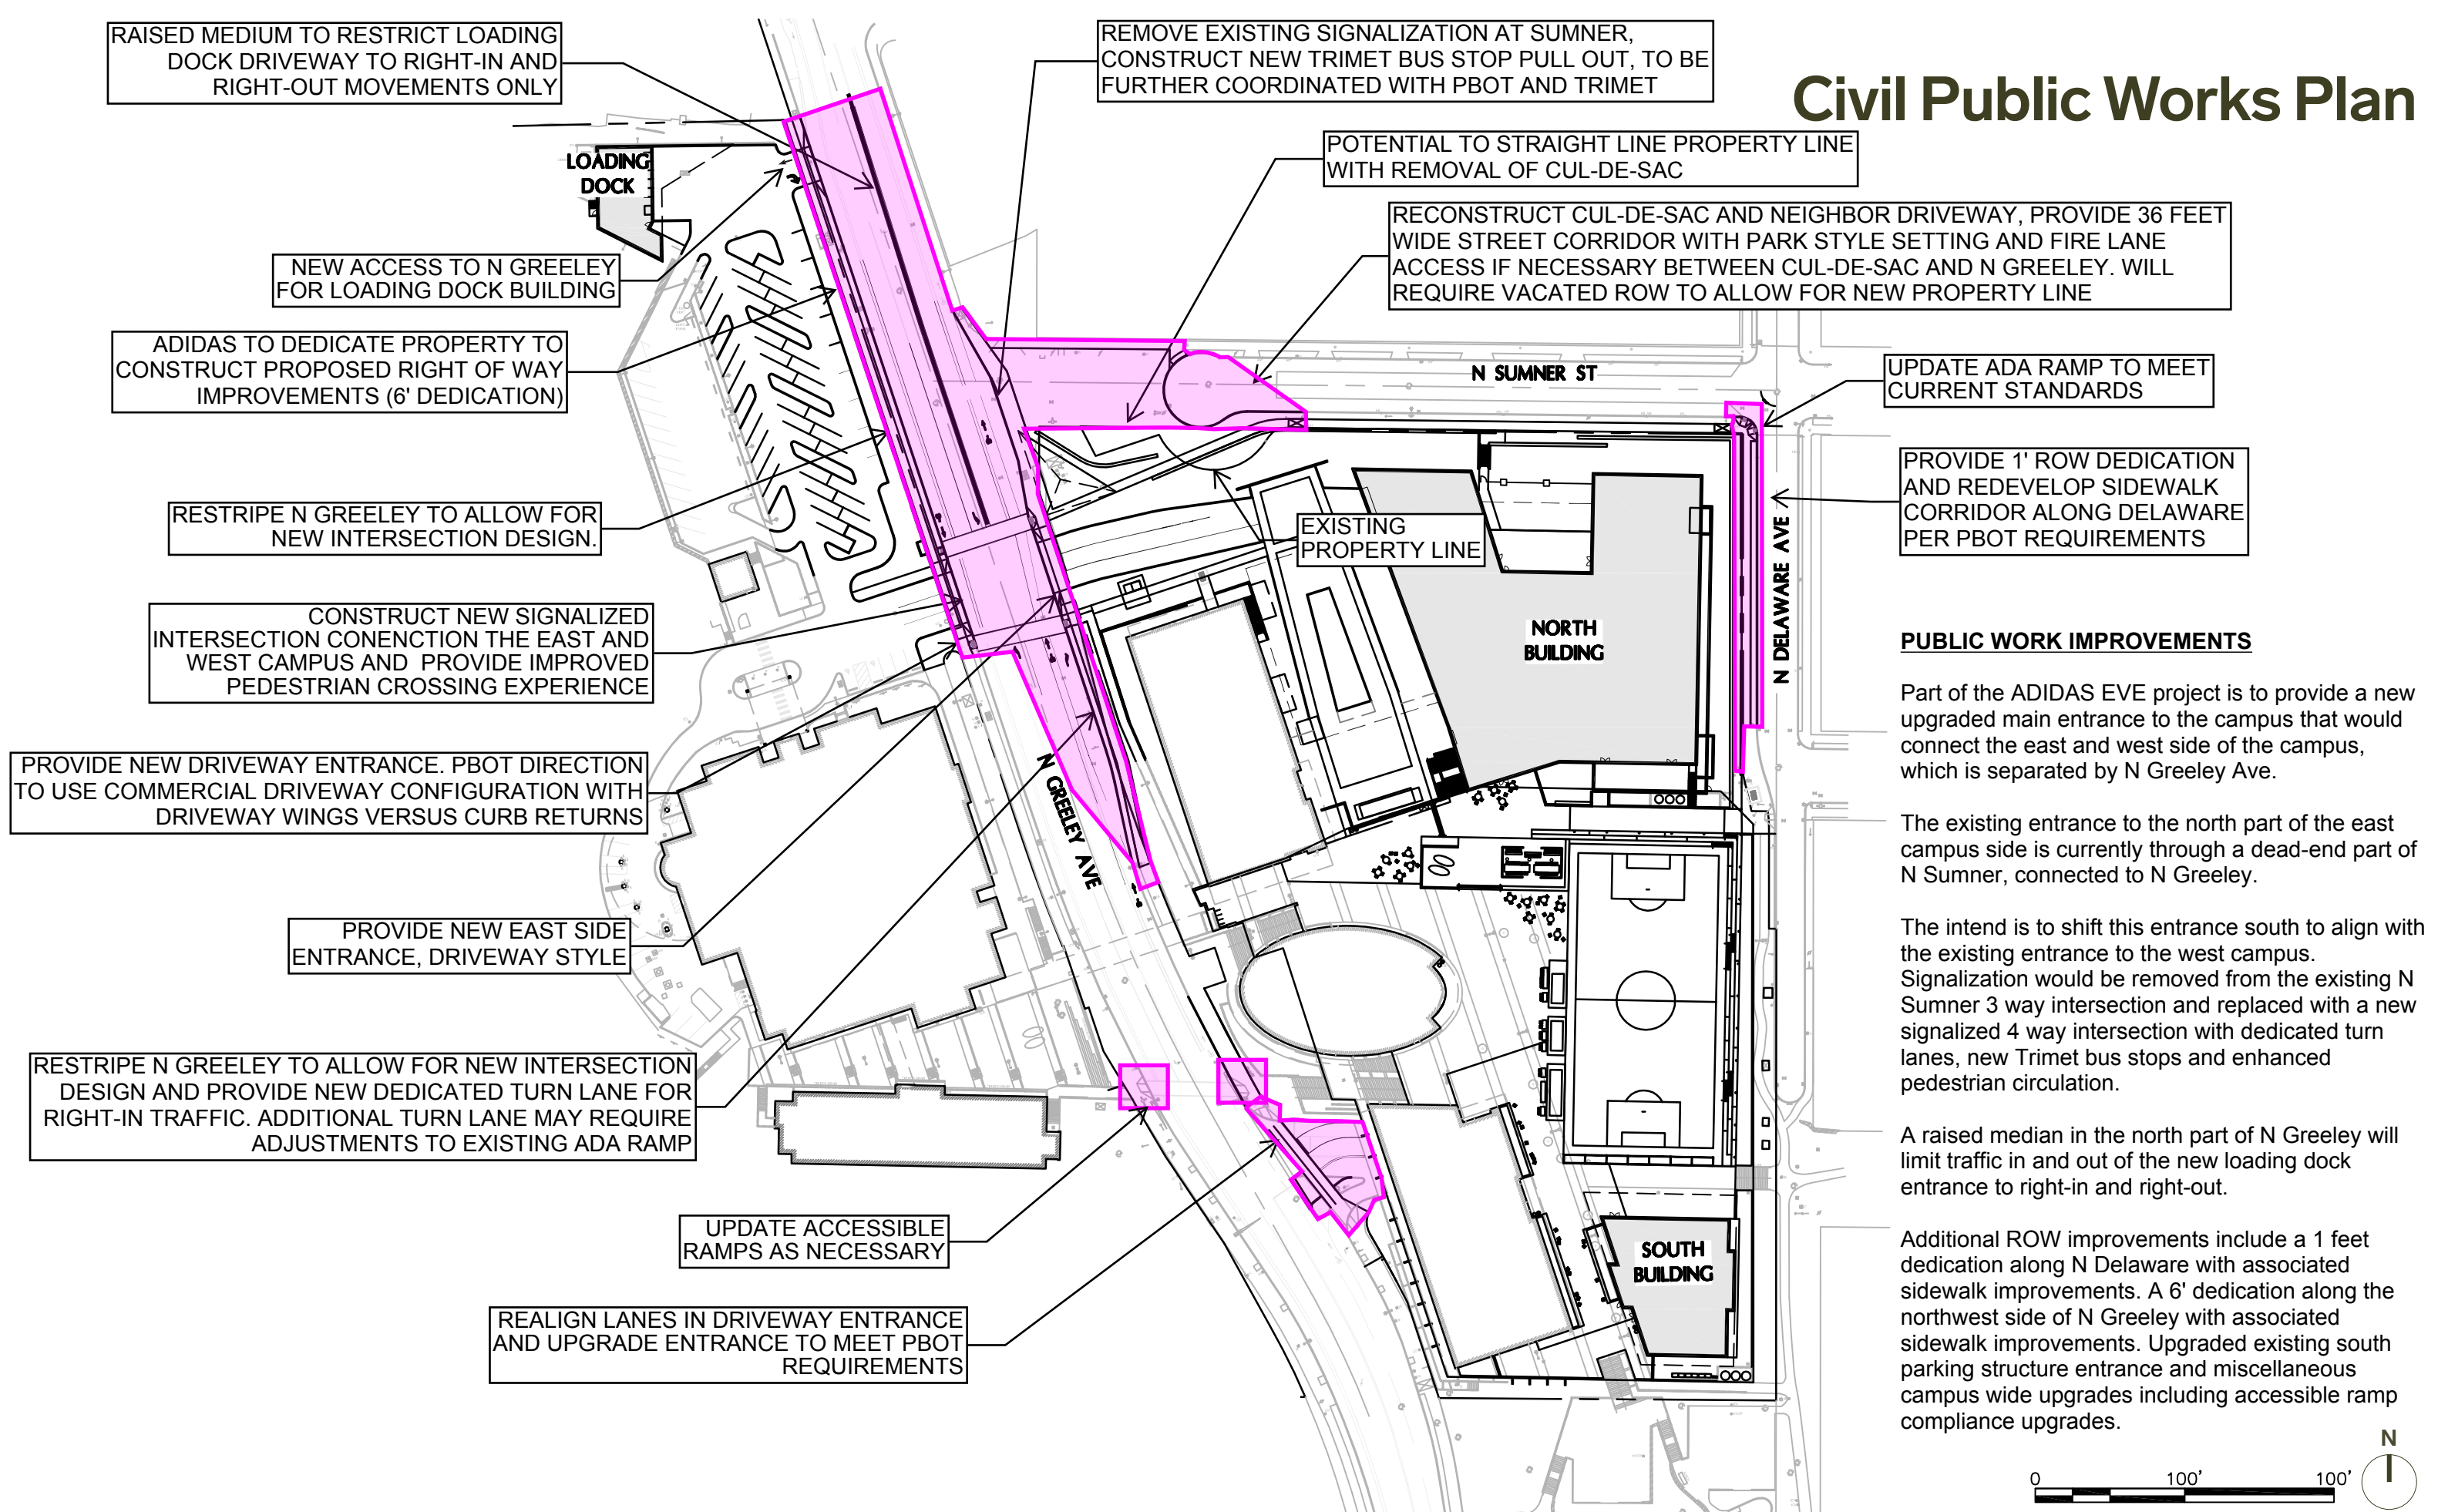 Civil Public Works Plan
RAISED MEDIUM TO RESTRICT LOADING
DOCK DRIVEWAY TO RIGHT-IN AND
RIGHT-OUT MOVEMENTS ONLY
REMOVE EXISTING SIGNALIZATION AT SUMNER,
CONSTRUCT NEW TRIMET BUS STOP PULL OUT, TO BE
FURTHER COORDINATED WITH PBOT AND TRIMET
POTENTIAL TO STRAIGHT LINE PROPERTY LINE
WITH REMOVAL OF CUL-DE-SAC
LOADING
DOCK
RECONSTRUCT CUL-DE-SAC AND NEIGHBOR DRIVEWAY, PROVIDE 36 FEET
WIDE STREET CORRIDOR WITH PARK STYLE SETTING AND FIRE LANE
ACCESS IF NECESSARY BETWEEN CUL-DE-SAC AND N GREELEY. WILL
REQUIRE VACATED ROW TO ALLOW FOR NEW PROPERTY LINE
NEW ACCESS TO N GREELEY
FOR LOADING DOCK BUILDING
ADIDAS TO DEDICATE PROPERTY TO
CONSTRUCT PROPOSED RIGHT OF WAY
IMPROVEMENTS (6' DEDICATION)
N SUMNER ST
UPDATE ADA RAMP TO MEET
CURRENT STANDARDS
PROVIDE 1' ROW DEDICATION
AND REDEVELOP SIDEWALK
CORRIDOR ALONG DELAWARE
PER PBOT REQUIREMENTS
RESTRIPE N GREELEY TO ALLOW FOR
NEW INTERSECTION DESIGN.
EXISTING
PROPERTY LINE
N DELAWARE AVE
CONSTRUCT NEW SIGNALIZED
INTERSECTION CONENCTION THE EAST AND
WEST CAMPUS AND PROVIDE IMPROVED
PEDESTRIAN CROSSING EXPERIENCE
NORTH
BUILDING
PROVIDE NEW DRIVEWAY ENTRANCE. PBOT DIRECTION
TO USE COMMERCIAL DRIVEWAY CONFIGURATION WITH
DRIVEWAY WINGS VERSUS CURB RETURNS
N GREELEY AVE
PROVIDE NEW EAST SIDE
ENTRANCE, DRIVEWAY STYLE
RESTRIPE N GREELEY TO ALLOW FOR NEW INTERSECTION
DESIGN AND PROVIDE NEW DEDICATED TURN LANE FOR
RIGHT-IN TRAFFIC. ADDITIONAL TURN LANE MAY REQUIRE
ADJUSTMENTS TO EXISTING ADA RAMP
UPDATE ACCESSIBLE
RAMPS AS NECESSARY
SOUTH
BUILDING
REALIGN LANES IN DRIVEWAY ENTRANCE
AND UPGRADE ENTRANCE TO MEET PBOT
REQUIREMENTS
PUBLIC WORK IMPROVEMENTS
Part of the ADIDAS EVE project is to provide a new
upgraded main entrance to the campus that would
connect the east and west side of the campus,
which is separated by N Greeley Ave.
The existing entrance to the north part of the east
campus side is currently through a dead-end part of
N Sumner, connected to N Greeley.
The intend is to shift this entrance south to align with
the existing entrance to the west campus.
Signalization would be removed from the existing N
Sumner 3 way intersection and replaced with a new
signalized 4 way intersection with dedicated turn
lanes, new Trimet bus stops and enhanced
pedestrian circulation.
A raised median in the north part of N Greeley will
limit traffic in and out of the new loading dock
entrance to right-in and right-out.
Additional ROW improvements include a 1 feet
dedication along N Delaware with associated
sidewalk improvements. A 6' dedication along the
northwest side of N Greeley with associated
sidewalk improvements. Upgraded existing south
parking structure entrance and miscellaneous
campus wide upgrades including accessible ramp
compliance upgrades.
N
0 100' 100'